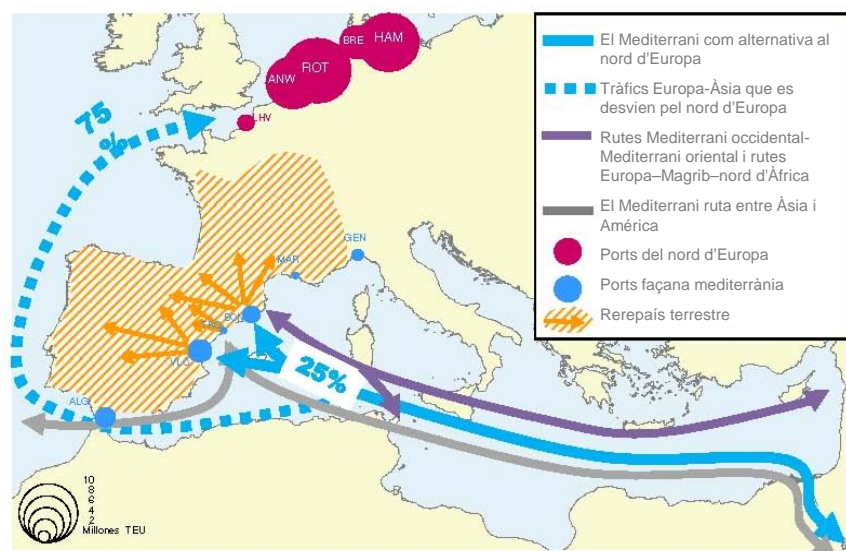 El Mediterrani com alternativa al
nord d'Europa
Tràfics Europa-Àsia que es
desvien pel nord d'Europa
Rutes Mediterrani occidental-
Mediterrani oriental i rutes
Europa–Magrib–nord d'Àfrica
El Mediterrani ruta entre Àsia i
América
Ports del nord d'Europa
Ports façana mediterrània
Rerepaís terrestre
BRE
HAM
ROT
ANW
LHV
75
%
GEN
MAR
BCN
VLC
25%
ALG
10
8
6
4
2
Millones TEU